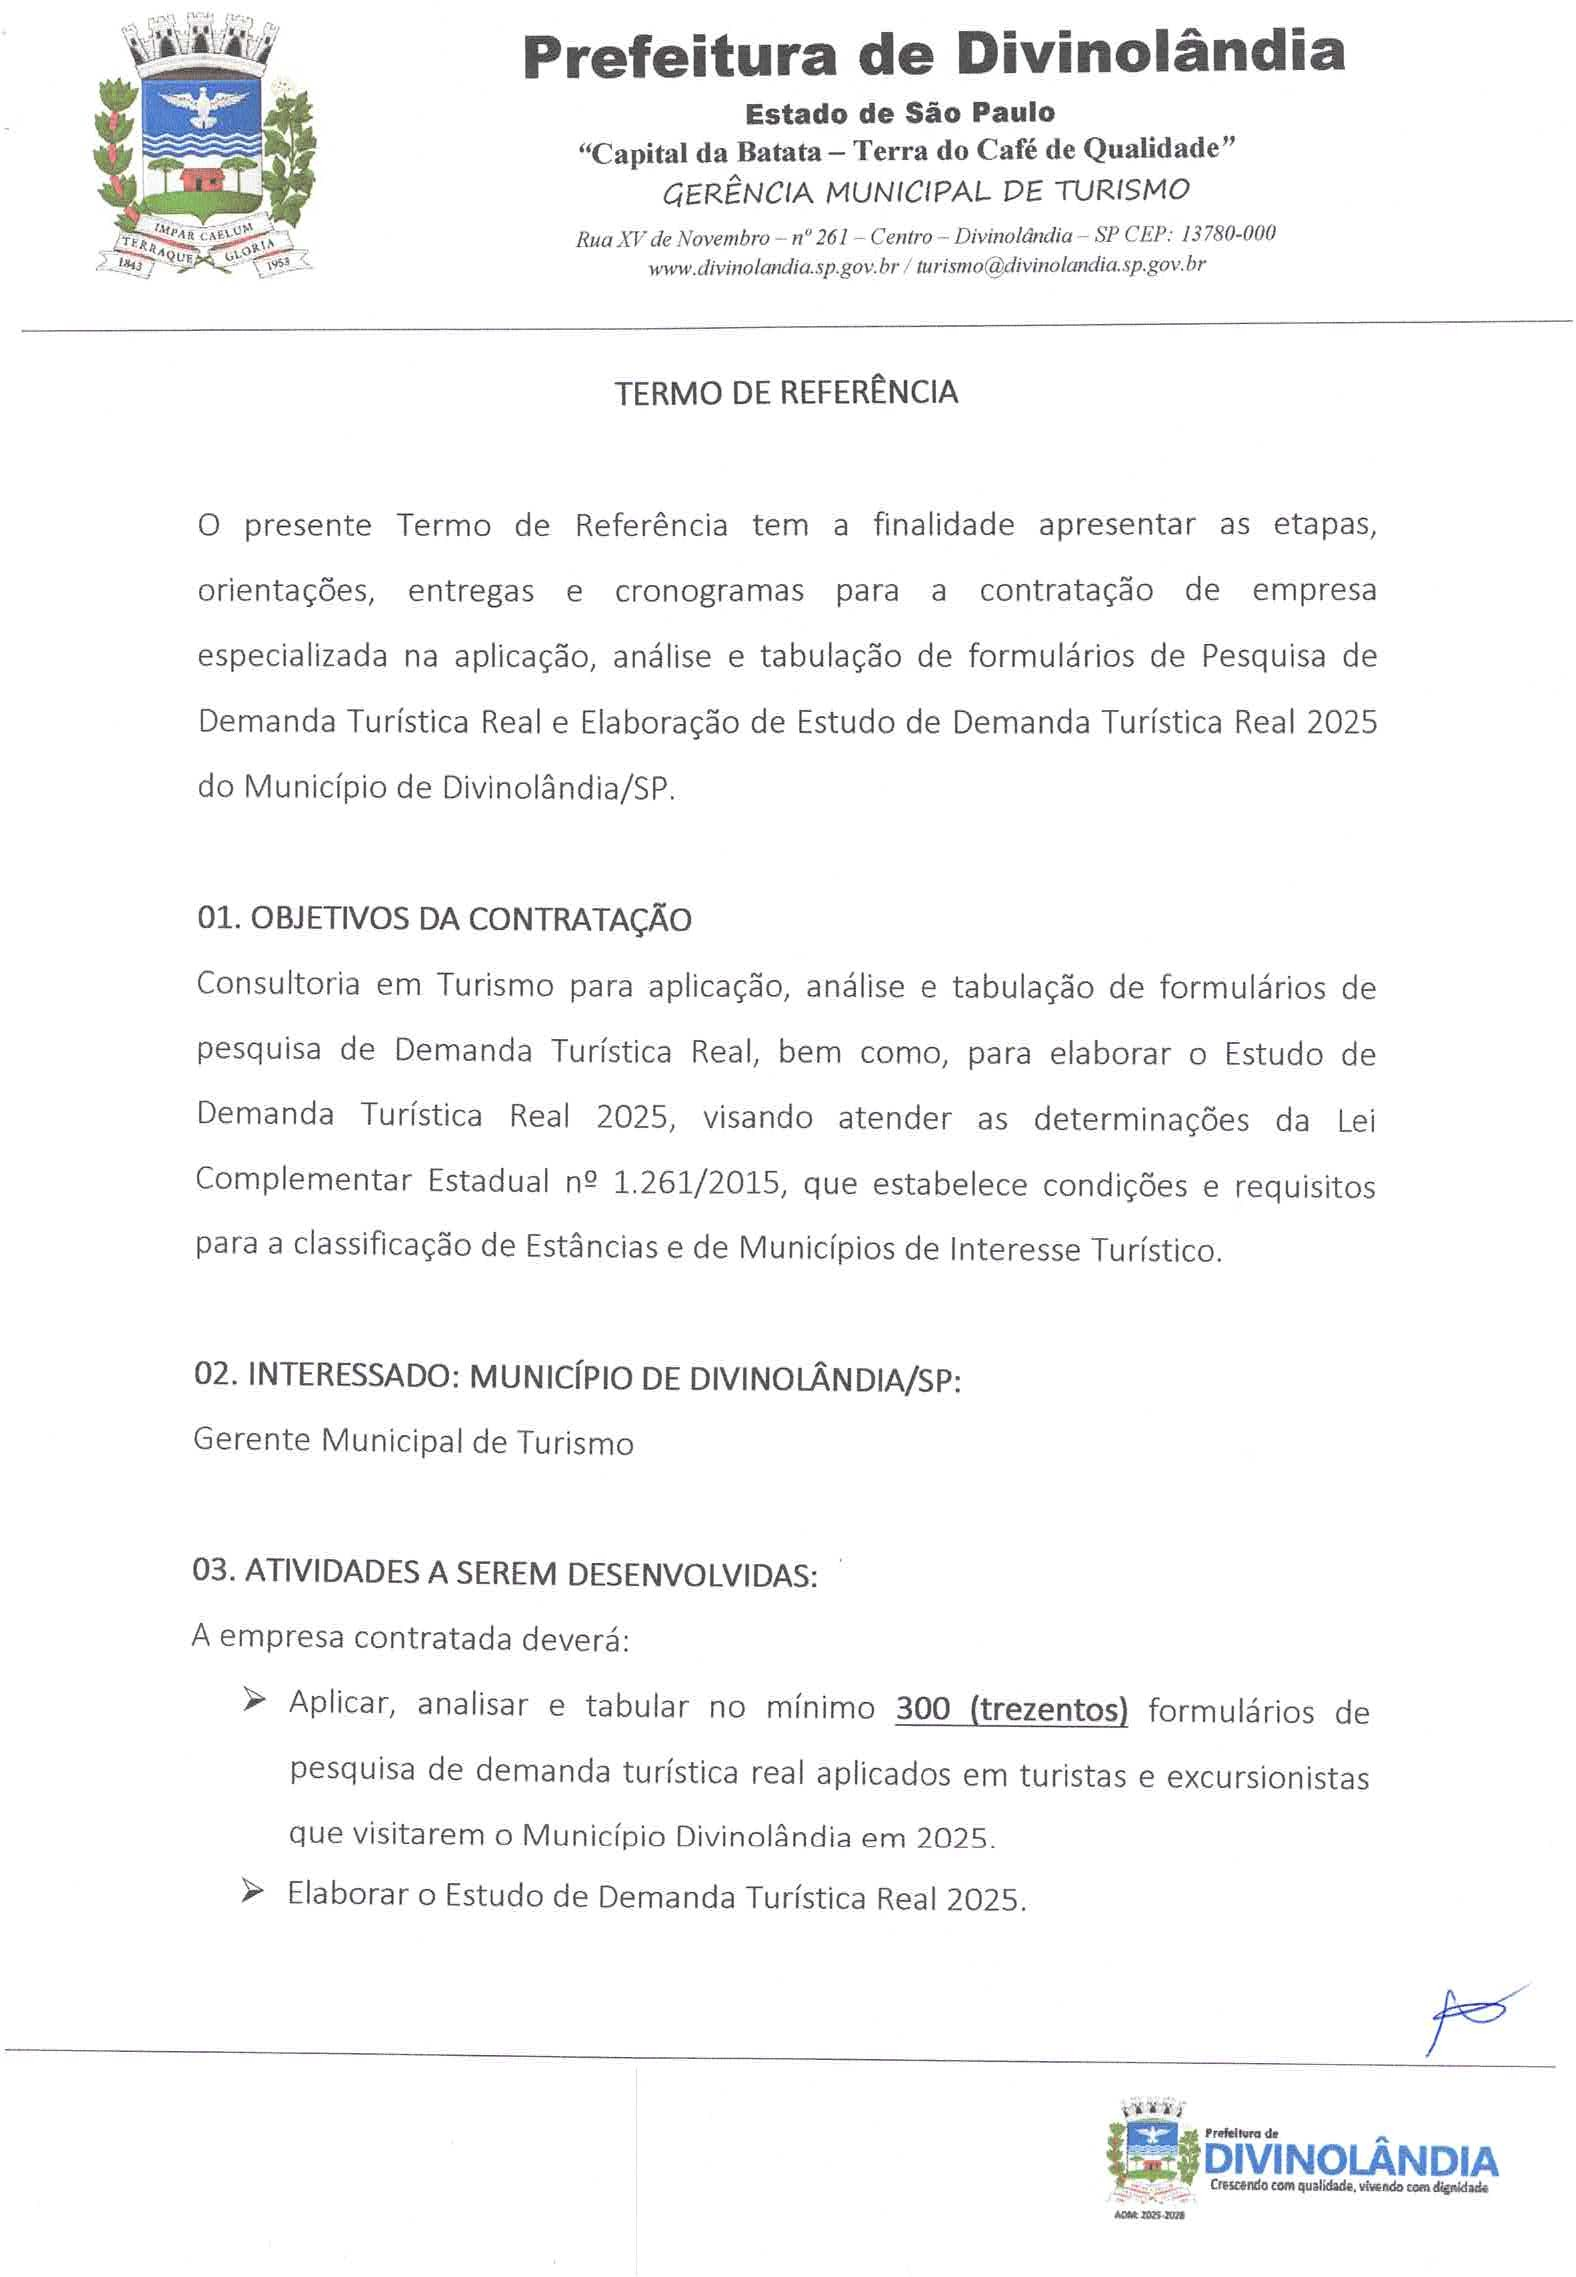 Prefeitura de Divinolândia
Estado de São Paulo
“Capital da Batata – Terra do Café de Qualidade”
GERÊNCIA MUNICIPAL DE TURISMO
Rua XV de Novembro – nº 261 – Centro – Divinolândia – SP CEP: 13780-000
www.divinolandia.sp.gov.br / turismo@divinolandia.sp.gov.br
IMPAR CAELUM
TERRAQUE GLORIA
1843 1953
TERMO DE REFERÊNCIA
O presente Termo de Referência tem a finalidade apresentar as etapas,
orientações, entregas e cronogramas para a contratação de empresa
especializada na aplicação, análise e tabulação de formulários de Pesquisa de
Demanda Turística Real e Elaboração de Estudo de Demanda Turística Real 2025
do Município de Divinolândia/SP.
01. OBJETIVOS DA CONTRATAÇÃO
Consultoria em Turismo para aplicação, análise e tabulação de formulários de
pesquisa de Demanda Turística Real, bem como, para elaborar o Estudo de
Demanda Turística Real 2025, visando atender as determinações da Lei
Complementar Estadual nº 1.261/2015, que estabelece condições e requisitos
para a classificação de Estâncias e de Municípios de Interesse Turístico.
02. INTERESSADO: MUNICÍPIO DE DIVINOLÂNDIA/SP:
Gerente Municipal de Turismo
03. ATIVIDADES A SEREM DESENVOLVIDAS:
A empresa contratada deverá:
➢ Aplicar, analisar e tabular no mínimo 300 (trezentos) formulários de
pesquisa de demanda turística real aplicados em turistas e excursionistas
que visitarem o Município Divinolândia em 2025.
➢ Elaborar o Estudo de Demanda Turística Real 2025.
Prefeitura de
DIVINOLÂNDIA
Crescendo com qualidade, vivendo com dignidade
ADM: 2025-2028